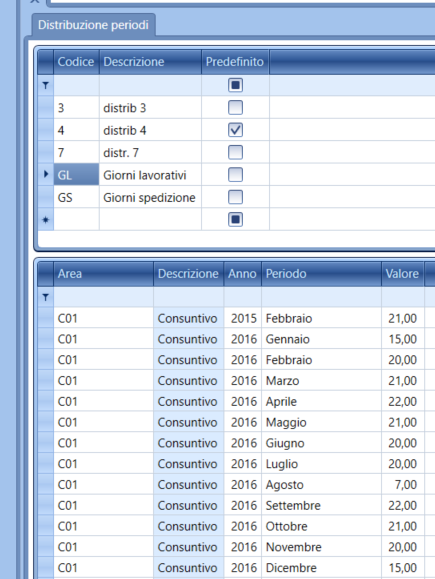 Distribuzione periodi
Codice Descrizione Predefinito
3 distrib 3
4 distrib 4
7 distr. 7
GL Giorni lavorativi
GS Giorni spedizione
Area Descrizione Anno Periodo Valore
C01 Consuntivo 2015 Febbraio 21,00
C01 Consuntivo 2016 Gennaio 15,00
C01 Consuntivo 2016 Febbraio 20,00
C01 Consuntivo 2016 Marzo 21,00
C01 Consuntivo 2016 Aprile 22,00
C01 Consuntivo 2016 Maggio 21,00
C01 Consuntivo 2016 Giugno 20,00
C01 Consuntivo 2016 Luglio 20,00
C01 Consuntivo 2016 Agosto 7,00
C01 Consuntivo 2016 Settembre 22,00
C01 Consuntivo 2016 Ottobre 21,00
C01 Consuntivo 2016 Novembre 20,00
C01 Consuntivo 2016 Dicembre 15,00